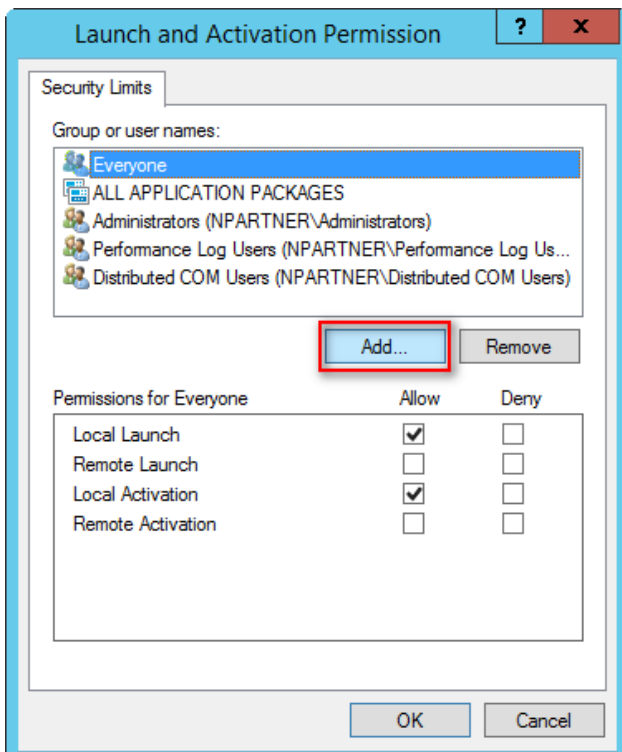 Launch and Activation Permission
?
x
Security Limits
Group or user names:
Everyone
ALL APPLICATION PACKAGES
Administrators (NPARTNER\Administrators)
Performance Log Users (NPARTNER\Performance Log Us...
Distributed COM Users (NPARTNER\Distributed COM Users)
Add... Remove
Permissions for Everyone Allow Deny
Local Launch
Remote Launch
Local Activation
Remote Activation
OK Cancel